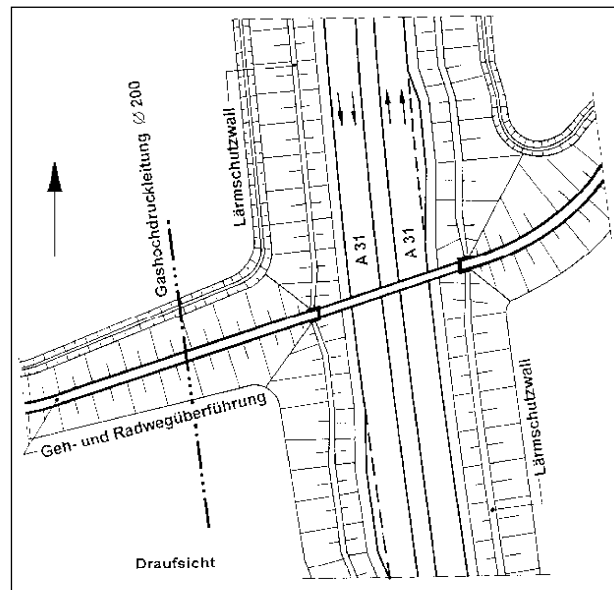 Gashochdruckleitung ∅ 200
Lärmschutzwall
A 31
A 31
Geh- und Radwegüberführung
Lärmschutzwall
Draufsicht